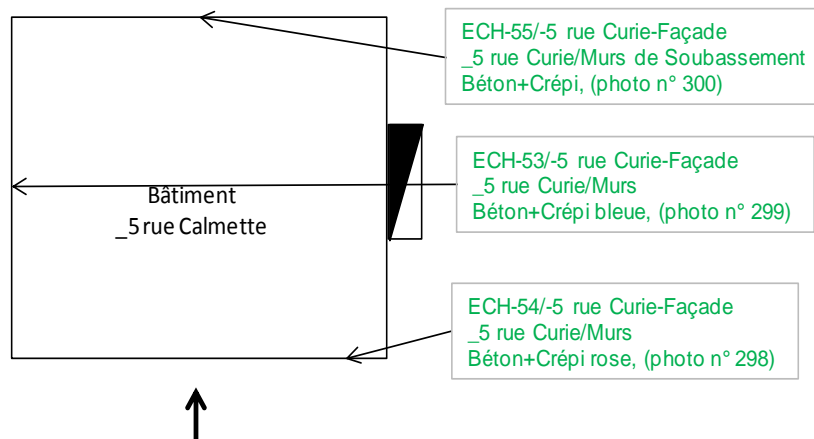 ECH-55/-5 rue Curie-Façade
_5 rue Curie/Murs de Soubassement
Béton+Crépi, (photo n° 300)
ECH-53/-5 rue Curie-Façade
_5 rue Curie/Murs
Béton+Crépi bleue, (photo n° 299)
Bâtiment
_5 rue Calmette
ECH-54/-5 rue Curie-Façade
_5 rue Curie/Murs
Béton+Crépi rose, (photo n° 298)